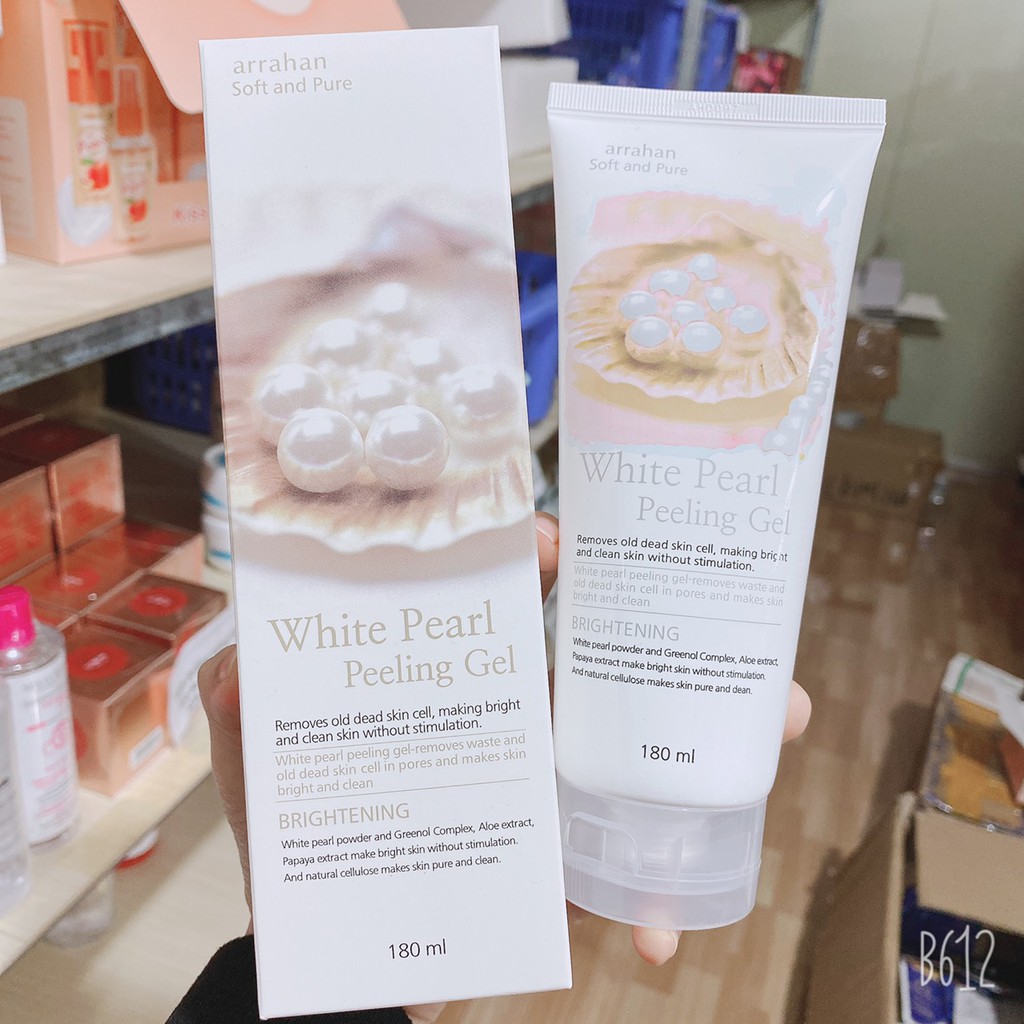 arrahan
Soft and Pure
White Pearl
Peeling Gel
Removes old dead skin cell, making bright
and clean skin without stimulation.
White pearl peeling gel-removes waste and
old dead skin cell in pores and makes skin
bright and clean
BRIGHTENING
White pearl powder and Greenol Complex, Aloe extract,
Papaya extract make bright skin without stimulation.
And natural cellulose makes skin pure and clean.
180 ml
arrahan
Soft and Pure
White Pearl
Peeling Gel
Removes old dead skin cell, making bright
and clean skin without stimulation.
White pearl peeling gel-removes waste and
old dead skin cell in pores and makes skin
bright and clean
BRIGHTENING
White pearl powder and Greenol Complex, Aloe extract,
Papaya extract make bright skin without stimulation.
And natural cellulose makes skin pure and clean.
180 ml
B612